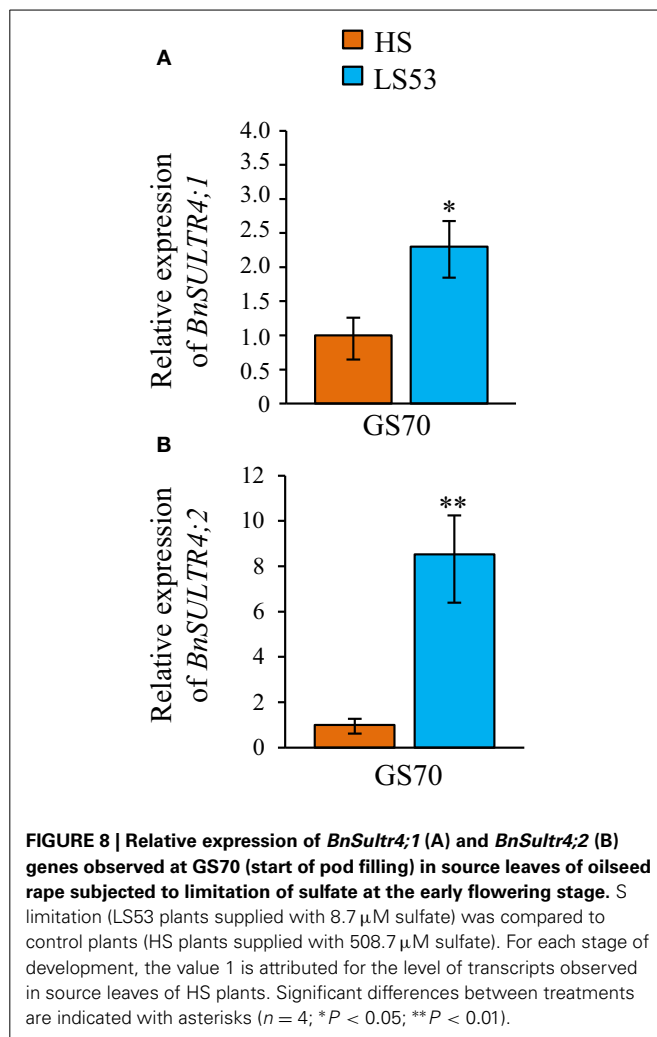 HS
LS53
A
Relative expression
of BnSULTR4;1
4.0
3.5
3.0
2.5
2.0
1.5
1.0
0.5
0
*
GS70
B
Relative expression
of BnSULTR4;2
12
10
8
6
4
2
0
**
GS70
FIGURE 8 | Relative expression of BnSultr4;1 (A) and BnSultr4;2 (B)
genes observed at GS70 (start of pod filling) in source leaves of oilseed
rape subjected to limitation of sulfate at the early flowering stage. S
limitation (LS53 plants supplied with 8.7 μM sulfate) was compared to
control plants (HS plants supplied with 508.7 μM sulfate). For each stage of
development, the value 1 is attributed for the level of transcripts observed
in source leaves of HS plants. Significant differences between treatments
are indicated with asterisks (n = 4; *P < 0.05; **P < 0.01).